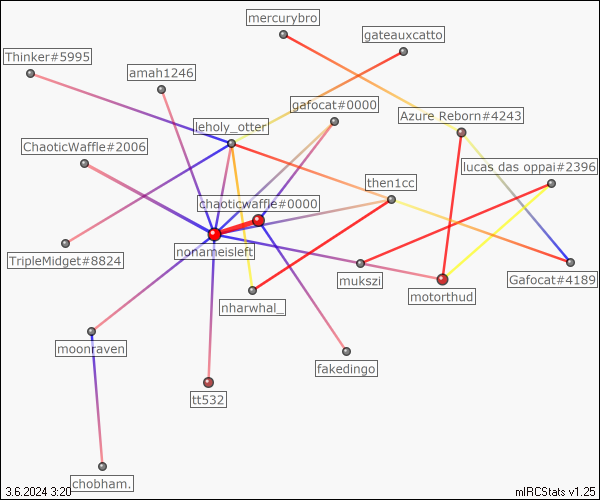 mercurybro
gateauxcatto
Thinker#5995
amah1246
gafocat#0000
Azure Reborn#4243
leholy_otter
ChaoticWaffle#2006
lucas das oppai#2396
then1cc
chaoticwaffle#0000
nonameisleft
TripleMidget#8824
mukszi
Gafocat#4189
motorthud
nharwhal_
moonraven
fakedingo
tt532
chobham.
3.6.2024 3:20
mIRCStats v1.25